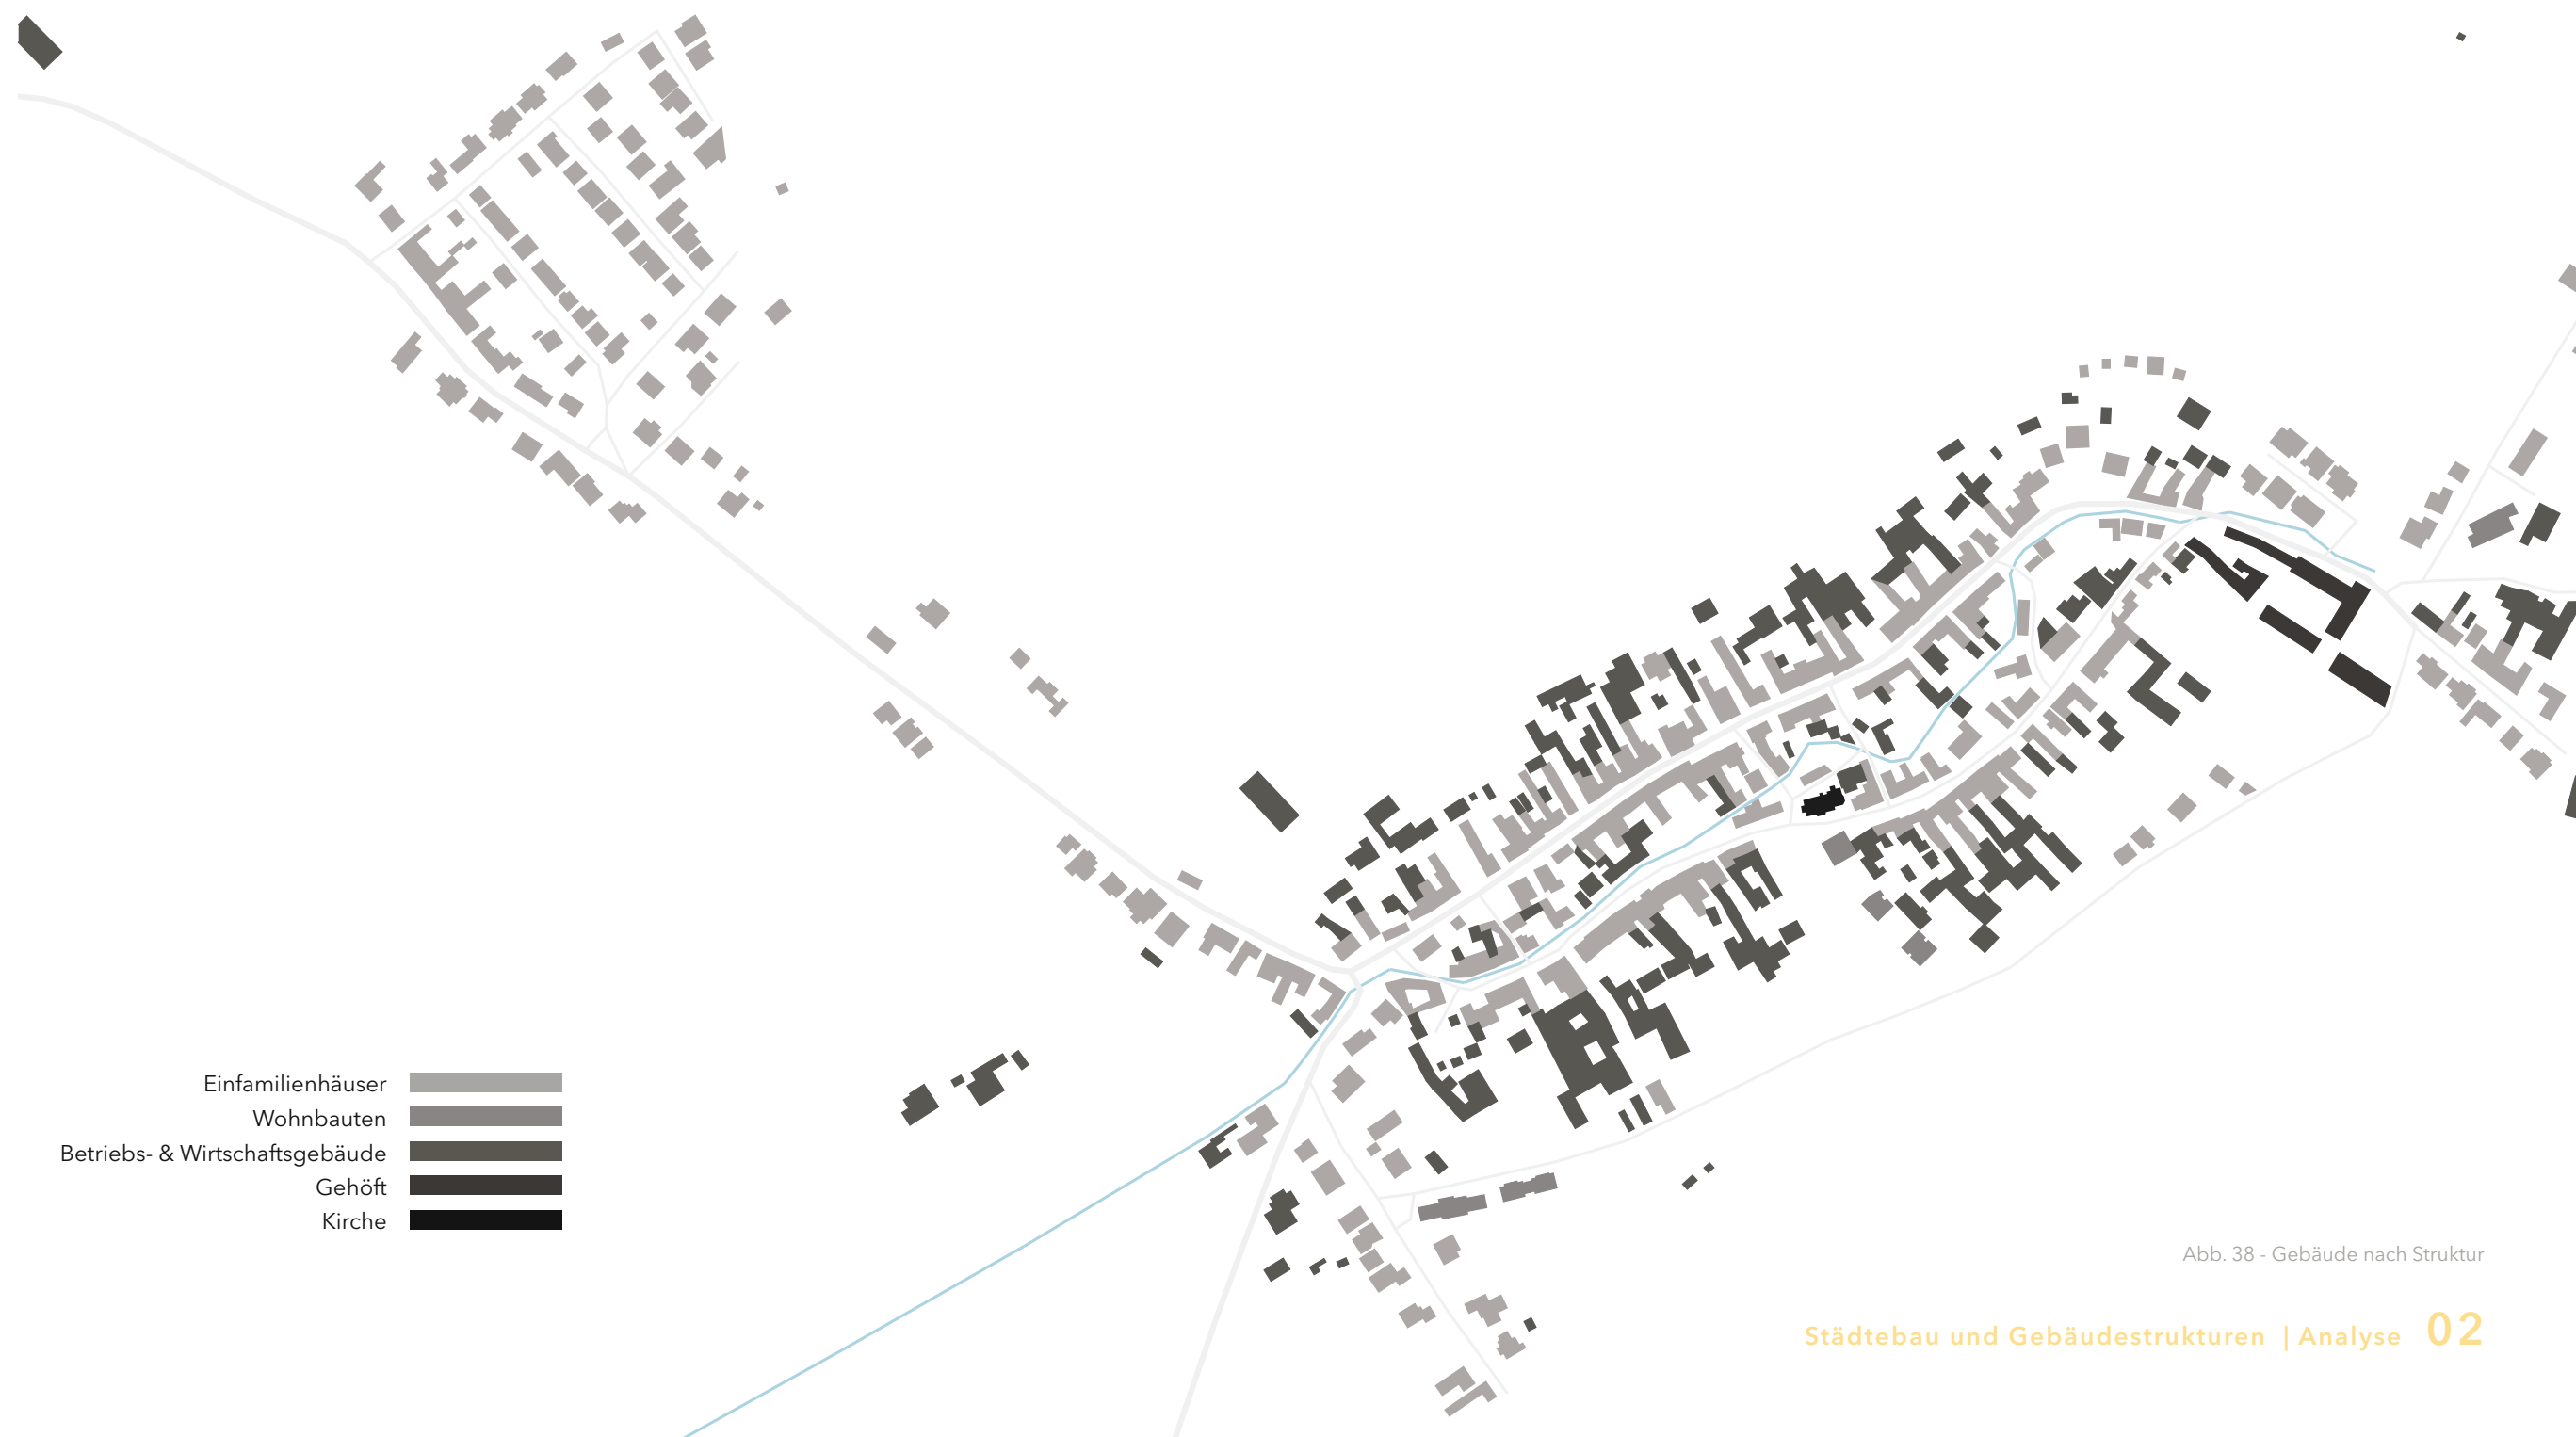 Einfamilienhäuser
Wohnbauten
Betriebs- & Wirtschaftsgebäude
Gehöft
Kirche
Abb. 38 - Gebäude nach Struktur
Städtebau und Gebäudestrukturen | Analyse 02